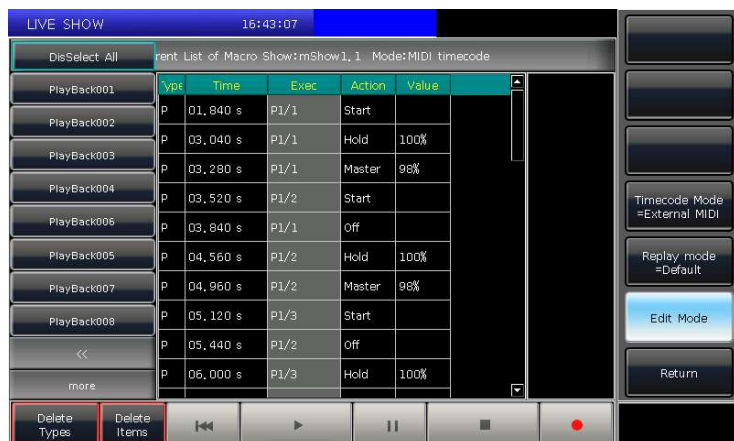 LIVE SHOW 16:43:07
DisSelect All
rent List of Macro Show:mShow1,1 Mode:MIDI timecode
ype Time Exec Action Value
P 01.840 s P1/1 Start
P 03.040 s P1/1 Hold 100%
P 03.280 s P1/1 Master 98%
P 03.520 s P1/2 Start
P 03.840 s P1/1 Off
P 04.560 s P1/2 Hold 100%
P 04.960 s P1/2 Master 98%
P 05.120 s P1/3 Start
P 05.440 s P1/2 Off
P 06.000 s P1/3 Hold 100%
PlayBack001
PlayBack002
PlayBack003
PlayBack004
PlayBack006
PlayBack005
PlayBack007
PlayBack008
<<
more
Delete
Types
Delete
Items
Timecode Mode
=External MIDI
Replay mode
=Default
Edit Mode
Return